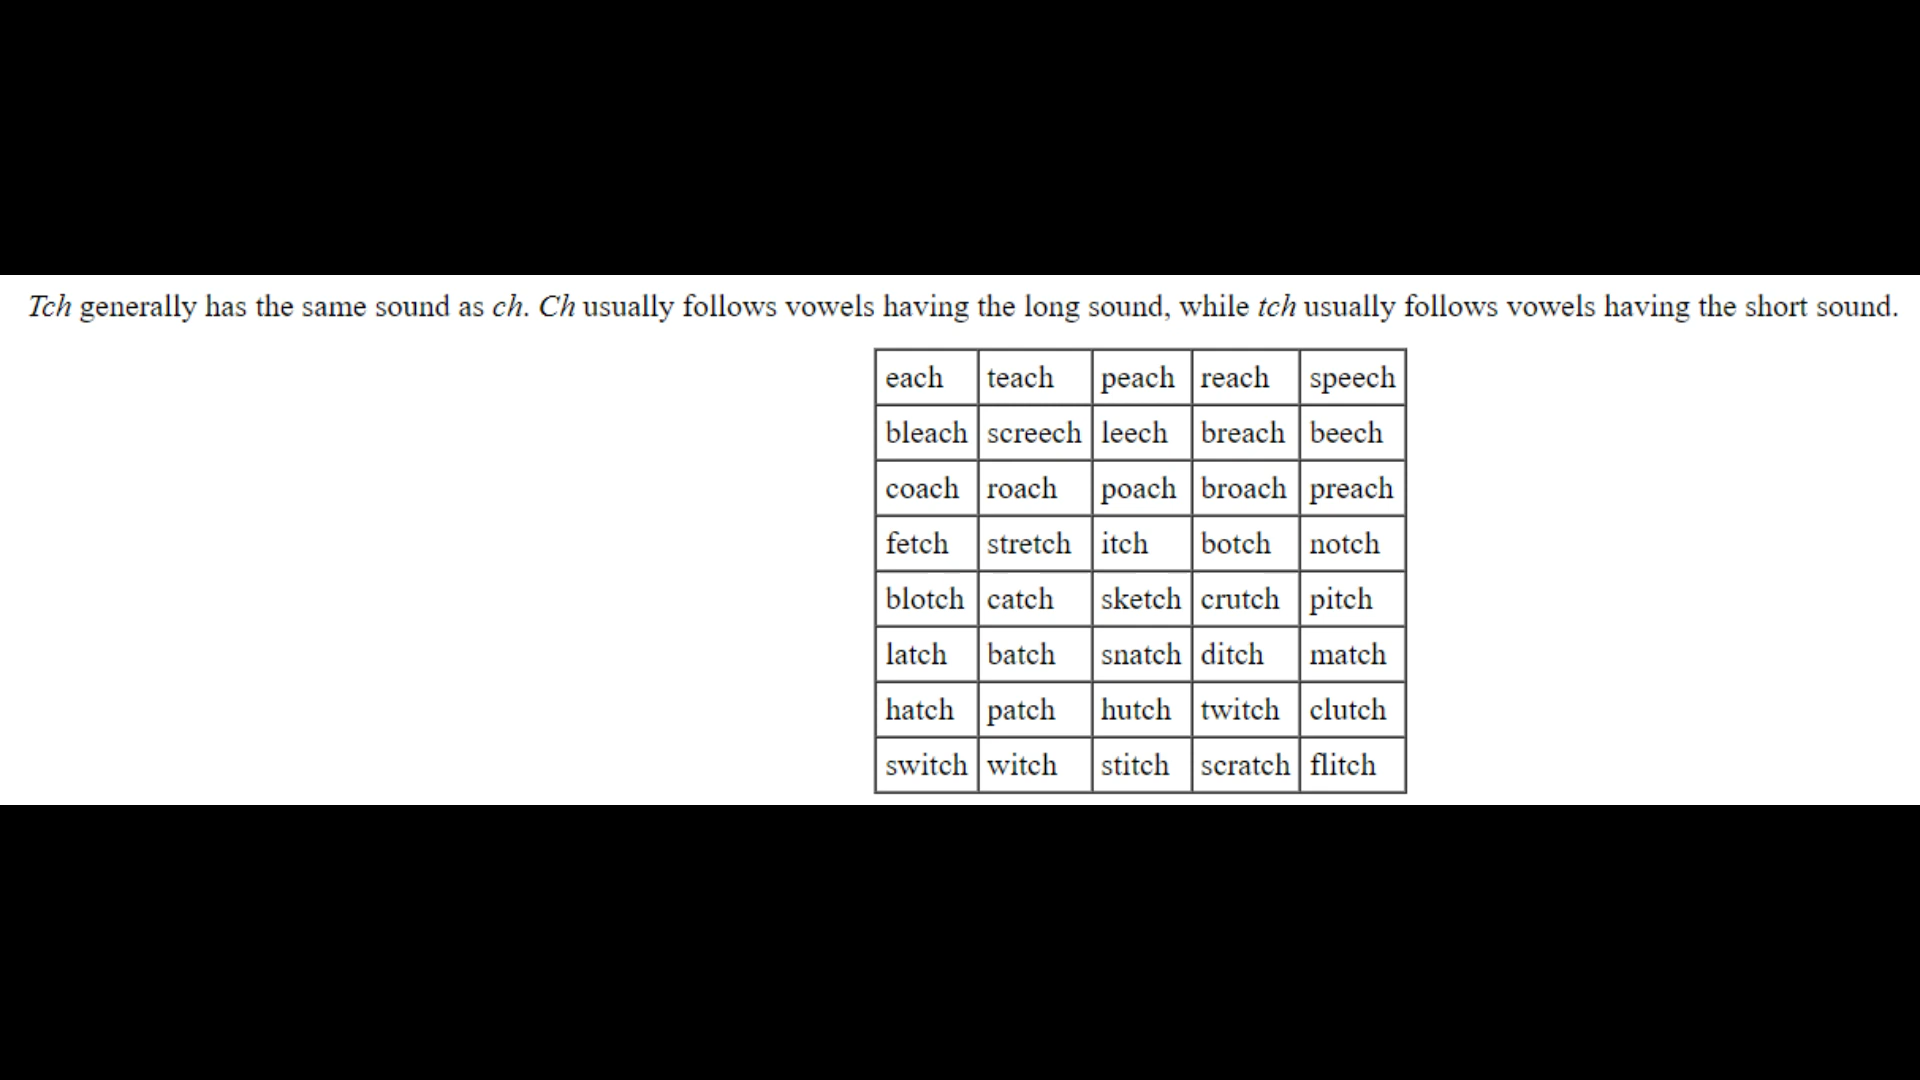 Tch generally has the same sound as ch. Ch usually follows vowels having the long sound, while tch usually follows vowels having the short sound.
each teach peach reach speech
bleach screech leech breach beech
coach roach poach broach preach
fetch stretch itch botch notch
blotch catch sketch crutch pitch
latch batch snatch ditch match
hatch patch hutch twitch clutch
switch witch stitch scratch flitch